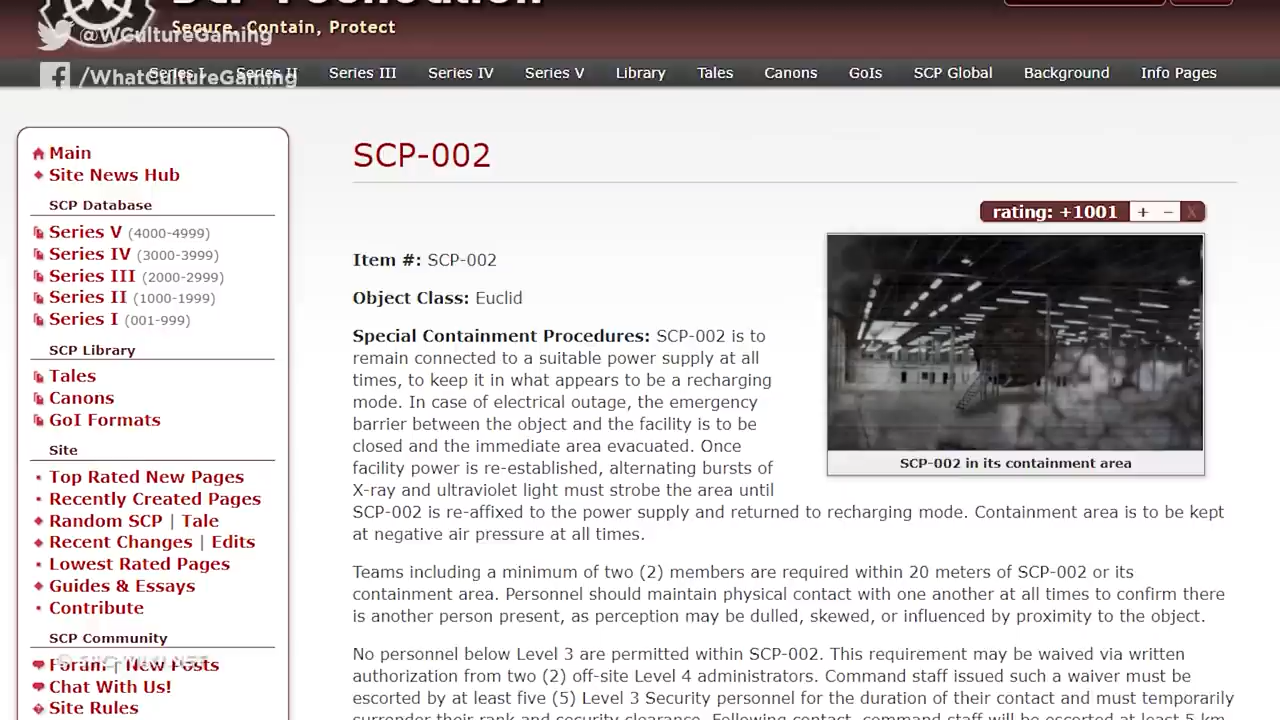 SCP Foundation
Secure, Contain, Protect
@WCultureGaming
/WhatCultureGaming
Series I Series II Series III Series IV Series V Library Tales Canons GoIs SCP Global Background Info Pages
Main
Site News Hub
SCP Database
Series V (4000-4999)
Series IV (3000-3999)
Series III (2000-2999)
Series II (1000-1999)
Series I (001-999)
SCP Library
Tales
Canons
GoI Formats
Site
Top Rated New Pages
Recently Created Pages
Random SCP | Tale
Recent Changes | Edits
Lowest Rated Pages
Guides & Essays
Contribute
SCP Community
Forum | New Posts
Chat With Us!
Site Rules
SCP-002
rating: +1001 + − X
Item #: SCP-002
Object Class: Euclid
Special Containment Procedures: SCP-002 is to
remain connected to a suitable power supply at all
times, to keep it in what appears to be a recharging
mode. In case of electrical outage, the emergency
barrier between the object and the facility is to be
closed and the immediate area evacuated. Once
facility power is re-established, alternating bursts of
X-ray and ultraviolet light must strobe the area until
SCP-002 is re-affixed to the power supply and returned to recharging mode. Containment area is to be kept
at negative air pressure at all times.
SCP-002 in its containment area
Teams including a minimum of two (2) members are required within 20 meters of SCP-002 or its
containment area. Personnel should maintain physical contact with one another at all times to confirm there
is another person present, as perception may be dulled, skewed, or influenced by proximity to the object.
No personnel below Level 3 are permitted within SCP-002. This requirement may be waived via written
authorization from two (2) off-site Level 4 administrators. Command staff issued such a waiver must be
escorted by at least five (5) Level 3 Security personnel for the duration of their contact and must temporarily
surrender their rank and security clearance. Following contact, command staff will be escorted at least 5 km